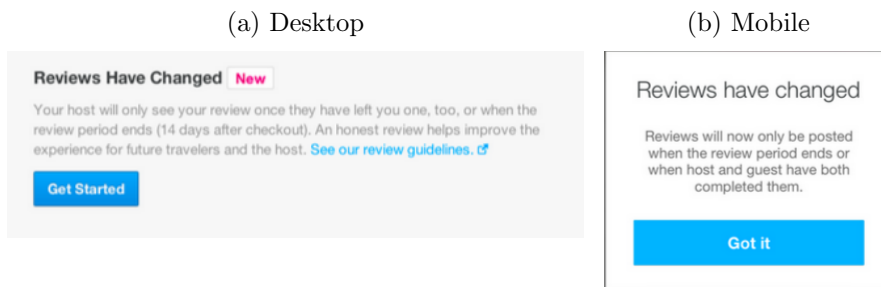 (a) Desktop
Reviews Have Changed New
Your host will only see your review once they have left you one, too, or when the
review period ends (14 days after checkout). An honest review helps improve the
experience for future travelers and the host. See our review guidelines.
Get Started
(b) Mobile
Reviews have changed
Reviews will now only be posted
when the review period ends or
when host and guest have both
completed them.
Got it